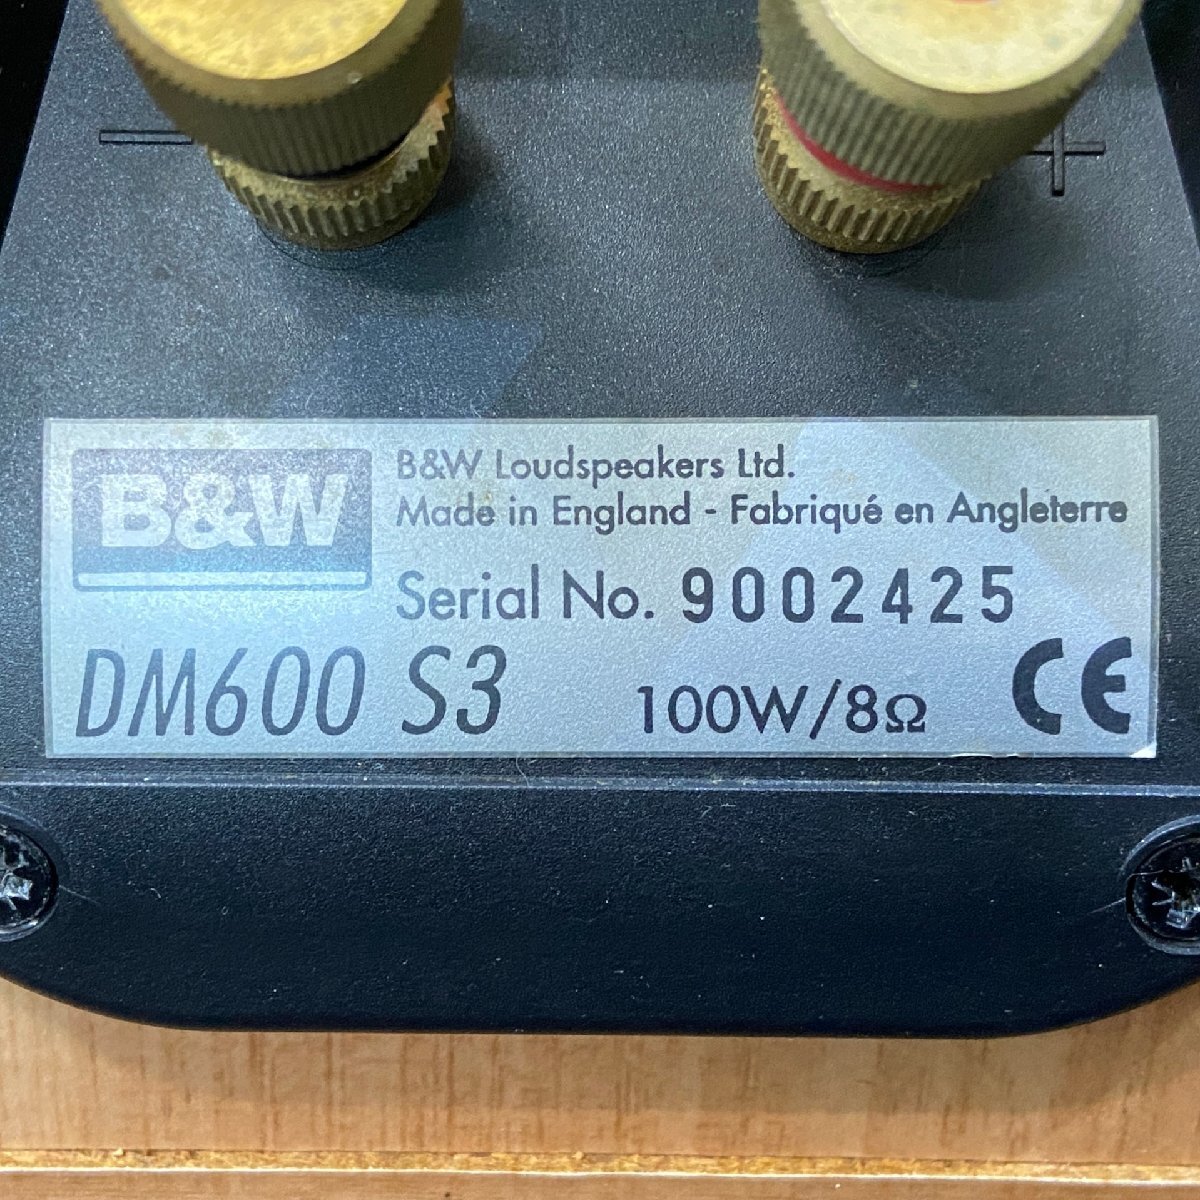 − +
B&W
B&W Loudspeakers Ltd.
Made in England - Fabriqué en Angleterre
Serial No. 9002425
DM600 S3
100W/8Ω
CE